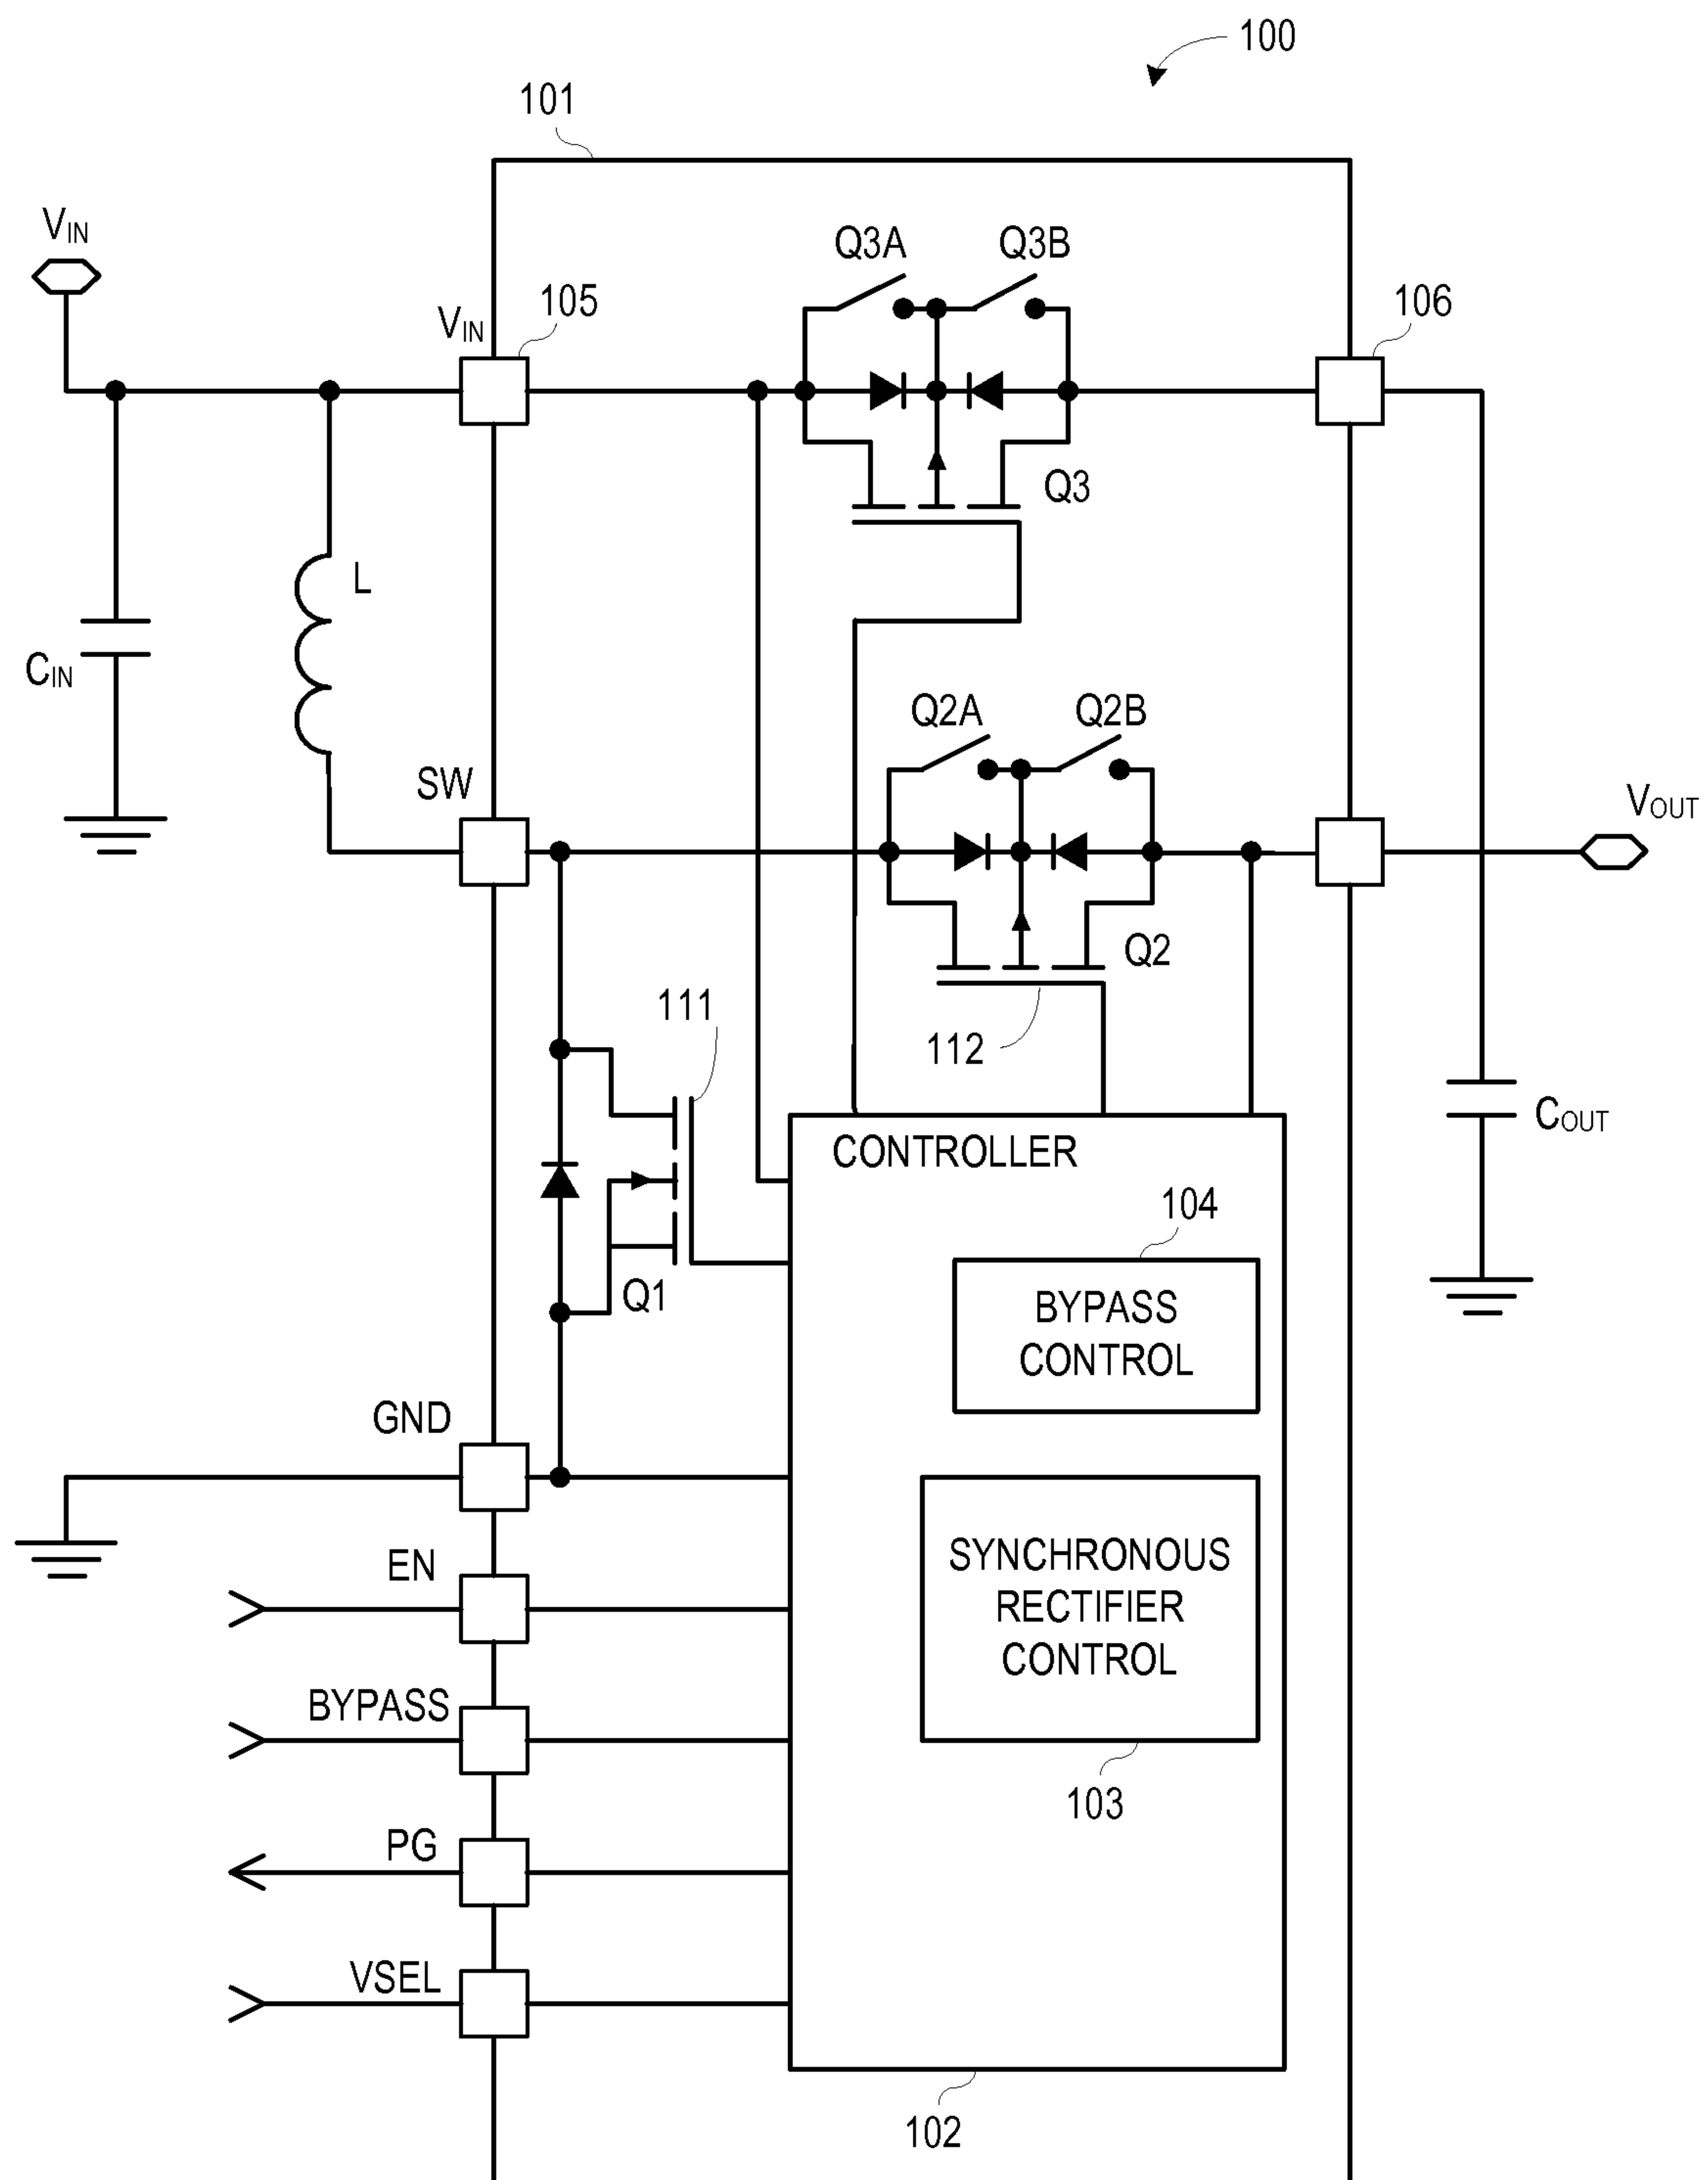 100
101
VIN
Q3A Q3B
VIN
105
106
Q3
L
CIN
Q2A Q2B
SW
VOUT
Q2
111
112
COUT
CONTROLLER
104
BYPASS
CONTROL
Q1
GND
SYNCHRONOUS
RECTIFIER
CONTROL
EN
BYPASS
103
PG
VSEL
102